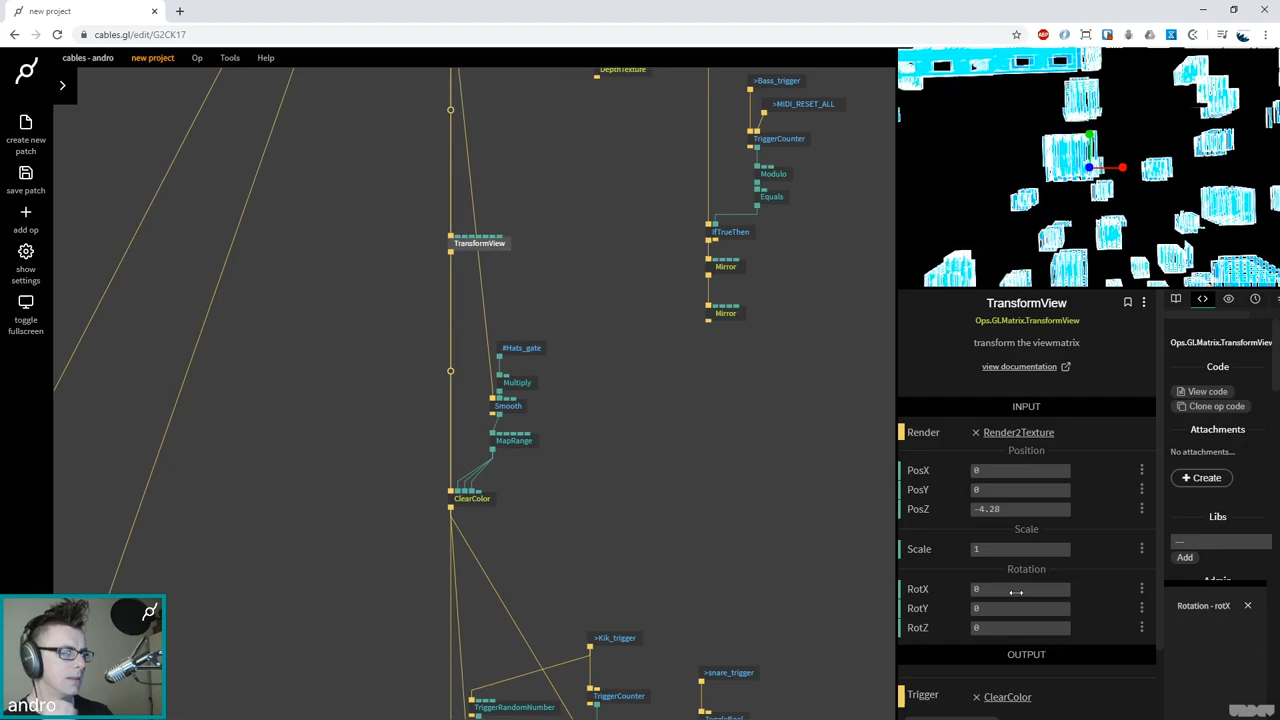 new project
cables.gl/edit/G2CK17
cables - andro
new project
Op
Tools
Help
create new
patch
save patch
add op
show
settings
toggle
fullscreen
DepthTexture
>Bass_trigger
>MIDI_RESET_ALL
TriggerCounter
Modulo
Equals
IfTrueThen
Mirror
Mirror
TransformView
#Hats_gate
Multiply
Smooth
MapRange
ClearColor
>Kik_trigger
TriggerCounter
TriggerRandomNumber
>snare_trigger
ToggleBool
andro
TransformView
Ops.Gl.Matrix.TransformView
transform the viewmatrix
view documentation
INPUT
Render
Render2Texture
Position
PosX
0
PosY
0
PosZ
-4.28
Scale
Scale
1
Rotation
RotX
0
RotY
0
RotZ
0
OUTPUT
Trigger
ClearColor
Ops.Gl.Matrix.TransformView
Code
View code
Clone op code
Attachments
No attachments...
Create
Libs
---
Add
Rotation - rotX